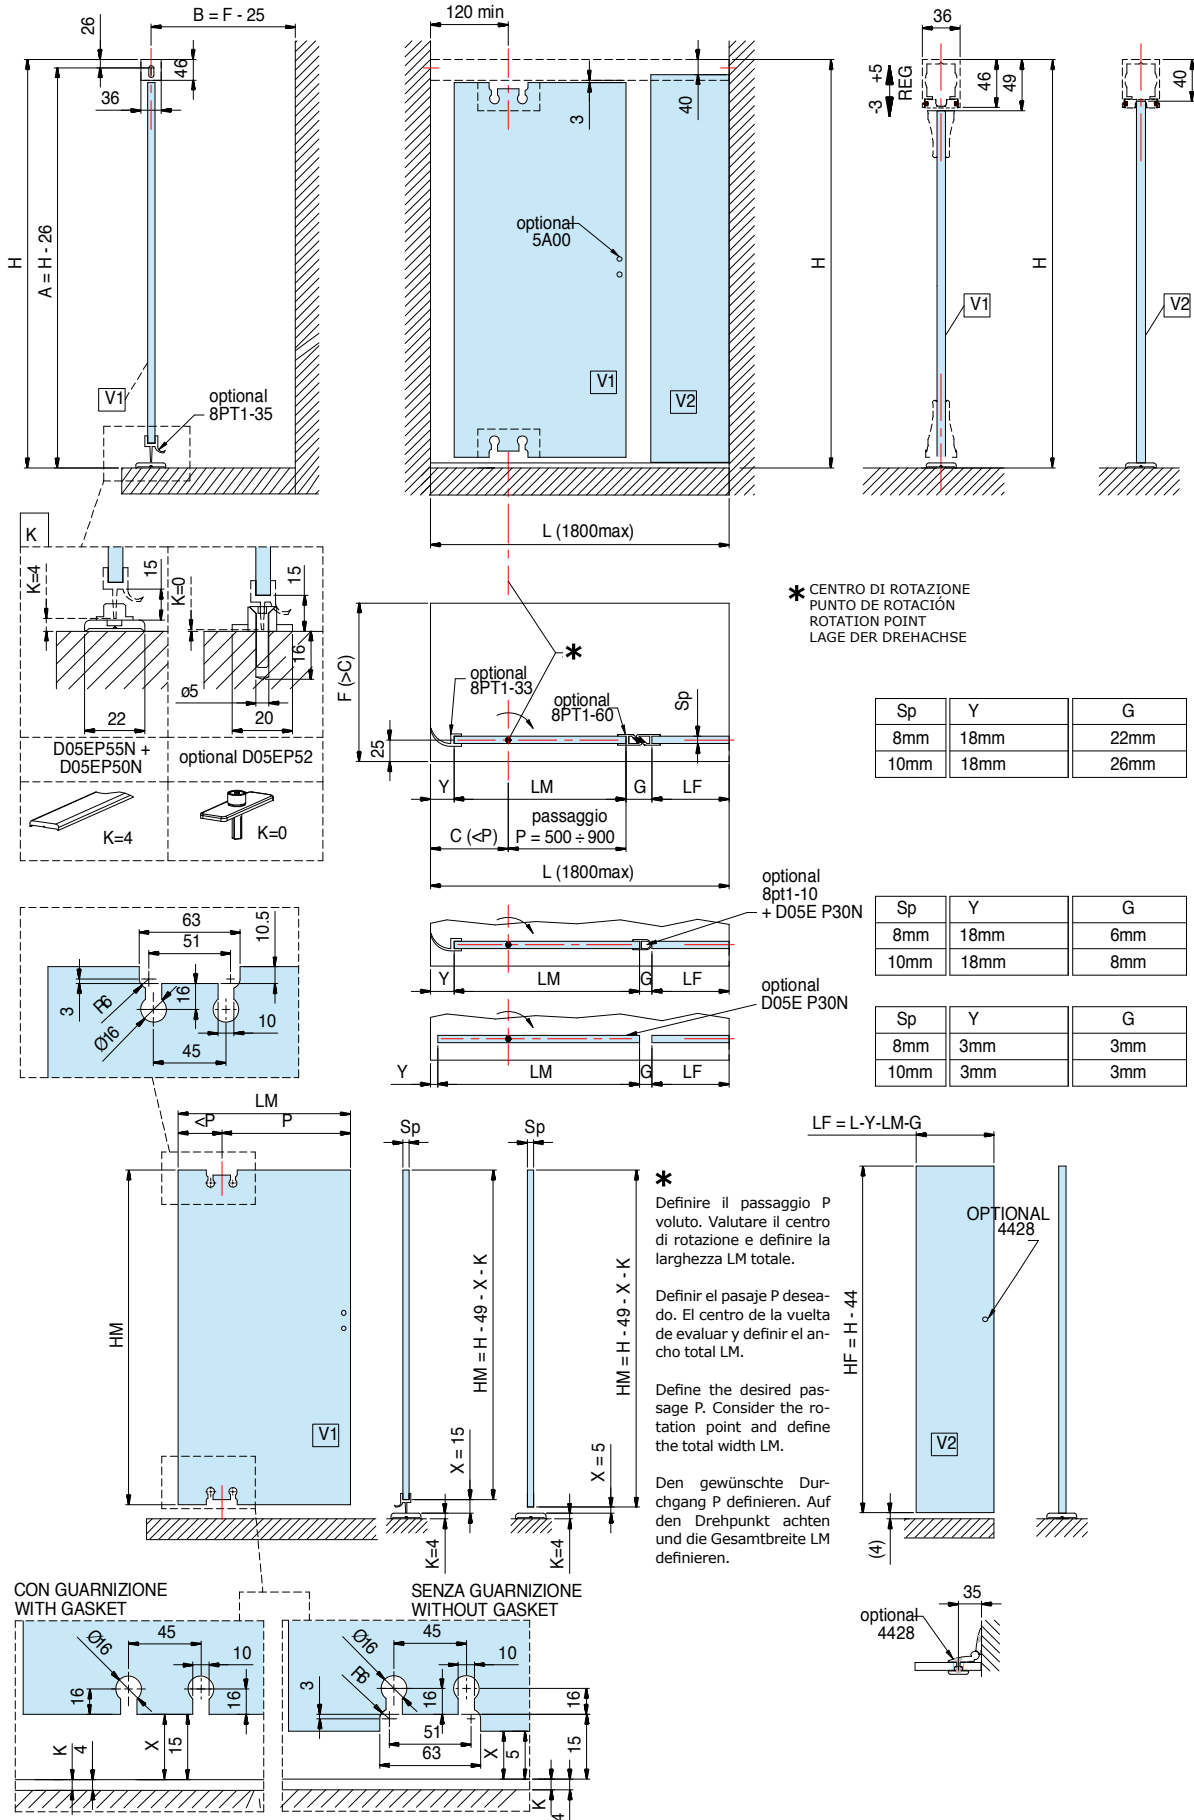 B = F - 25
26
46
36
H
A = H - 26
V1
optional
8PT1-35
120 min
3
40
optional
5A00
V1
V2
H
L (1800max)
36
+5
-3
REG
46
49
40
H
V1
V2
K
K=4
15
K=0
15
16
ø5
22
20
D05EP55N +
D05EP50N
optional D05EP52
K=4
K=0
* CENTRO DI ROTAZIONE
PUNTO DE ROTACIÓN
ROTATION POINT
LAGE DER DREHACHSE
*
F (>C)
25
optional
8PT1-33
optional
8PT1-60
Sp
Y
LM
G
LF
passaggio
C (<P)
P = 500 ÷ 900
L (1800max)
Sp Y G
8mm 18mm 22mm
10mm 18mm 26mm
optional
8pt1-10
+ D05E P30N
Y
LM
G
LF
Sp Y G
8mm 18mm 6mm
10mm 18mm 8mm
optional
D05E P30N
Y
LM
G
LF
Sp Y G
8mm 3mm 3mm
10mm 3mm 3mm
63
51
10.5
3
R6
Ø16
16
10
45
LM
<P
P
HM
V1
Sp
Sp
HM = H - 49 - X - K
HM = H - 49 - X - K
X = 15
X = 5
K=4
K=4
*
Definire il passaggio P
voluto. Valutare il centro
di rotazione e definire la
larghezza LM totale.
Definir el pasaje P desea-
do. El centro de la vuelta
de evaluar y definir el an-
cho total LM.
Define the desired pas-
sage P. Consider the ro-
tation point and define
the total width LM.
Den gewünschte Dur-
chgang P definieren. Auf
den Drehpunkt achten
und die Gesamtbreite LM
definieren.
LF = L-Y-LM-G
HF = H - 44
OPTIONAL
4428
V2
(4)
35
optional
4428
CON GUARNIZIONE
WITH GASKET
Ø16
45
10
16
16
X
15
K
4
SENZA GUARNIZIONE
WITHOUT GASKET
Ø16
45
10
R6
3
16
16
51
63
X
5
15
K
4